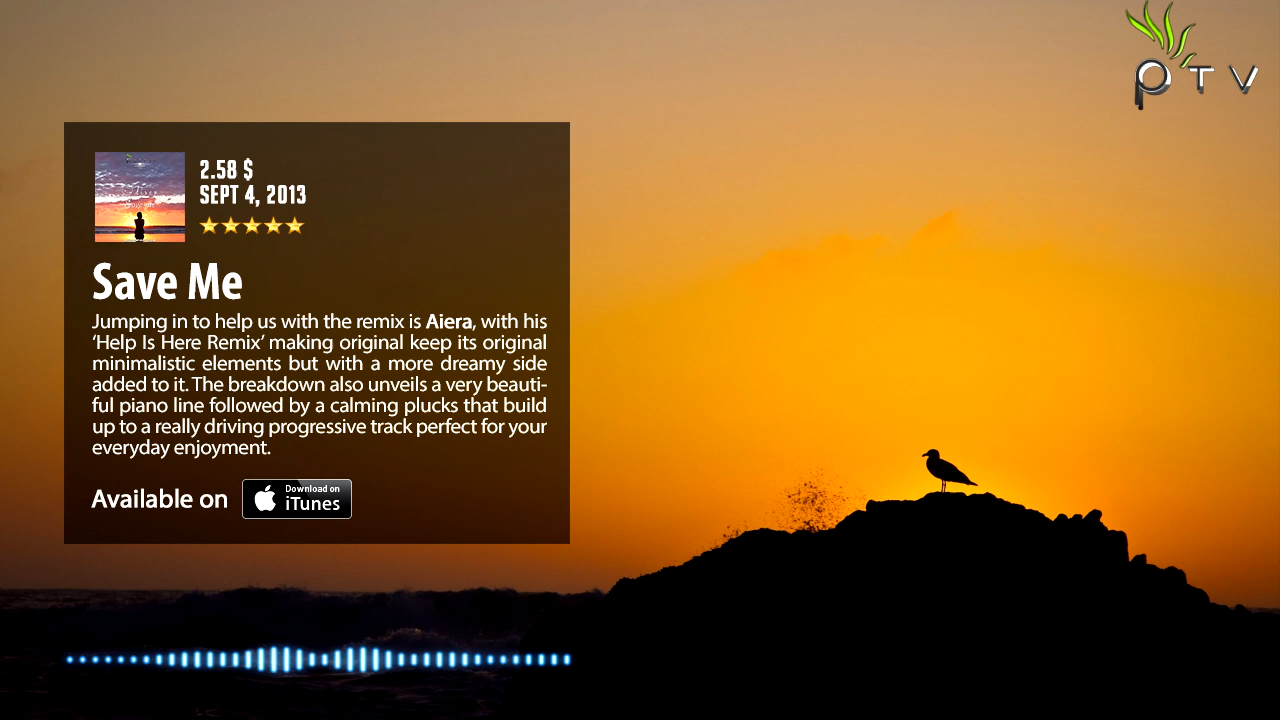 PTV
2.58 $
SEPT 4, 2013
Save Me
Jumping in to help us with the remix is Aiera, with his
‘Help Is Here Remix’ making original keep its original
minimalistic elements but with a more dreamy side
added to it. The breakdown also unveils a very beauti-
ful piano line followed by a calming plucks that build
up to a really driving progressive track perfect for your
everyday enjoyment.
Available on
Download on
iTunes